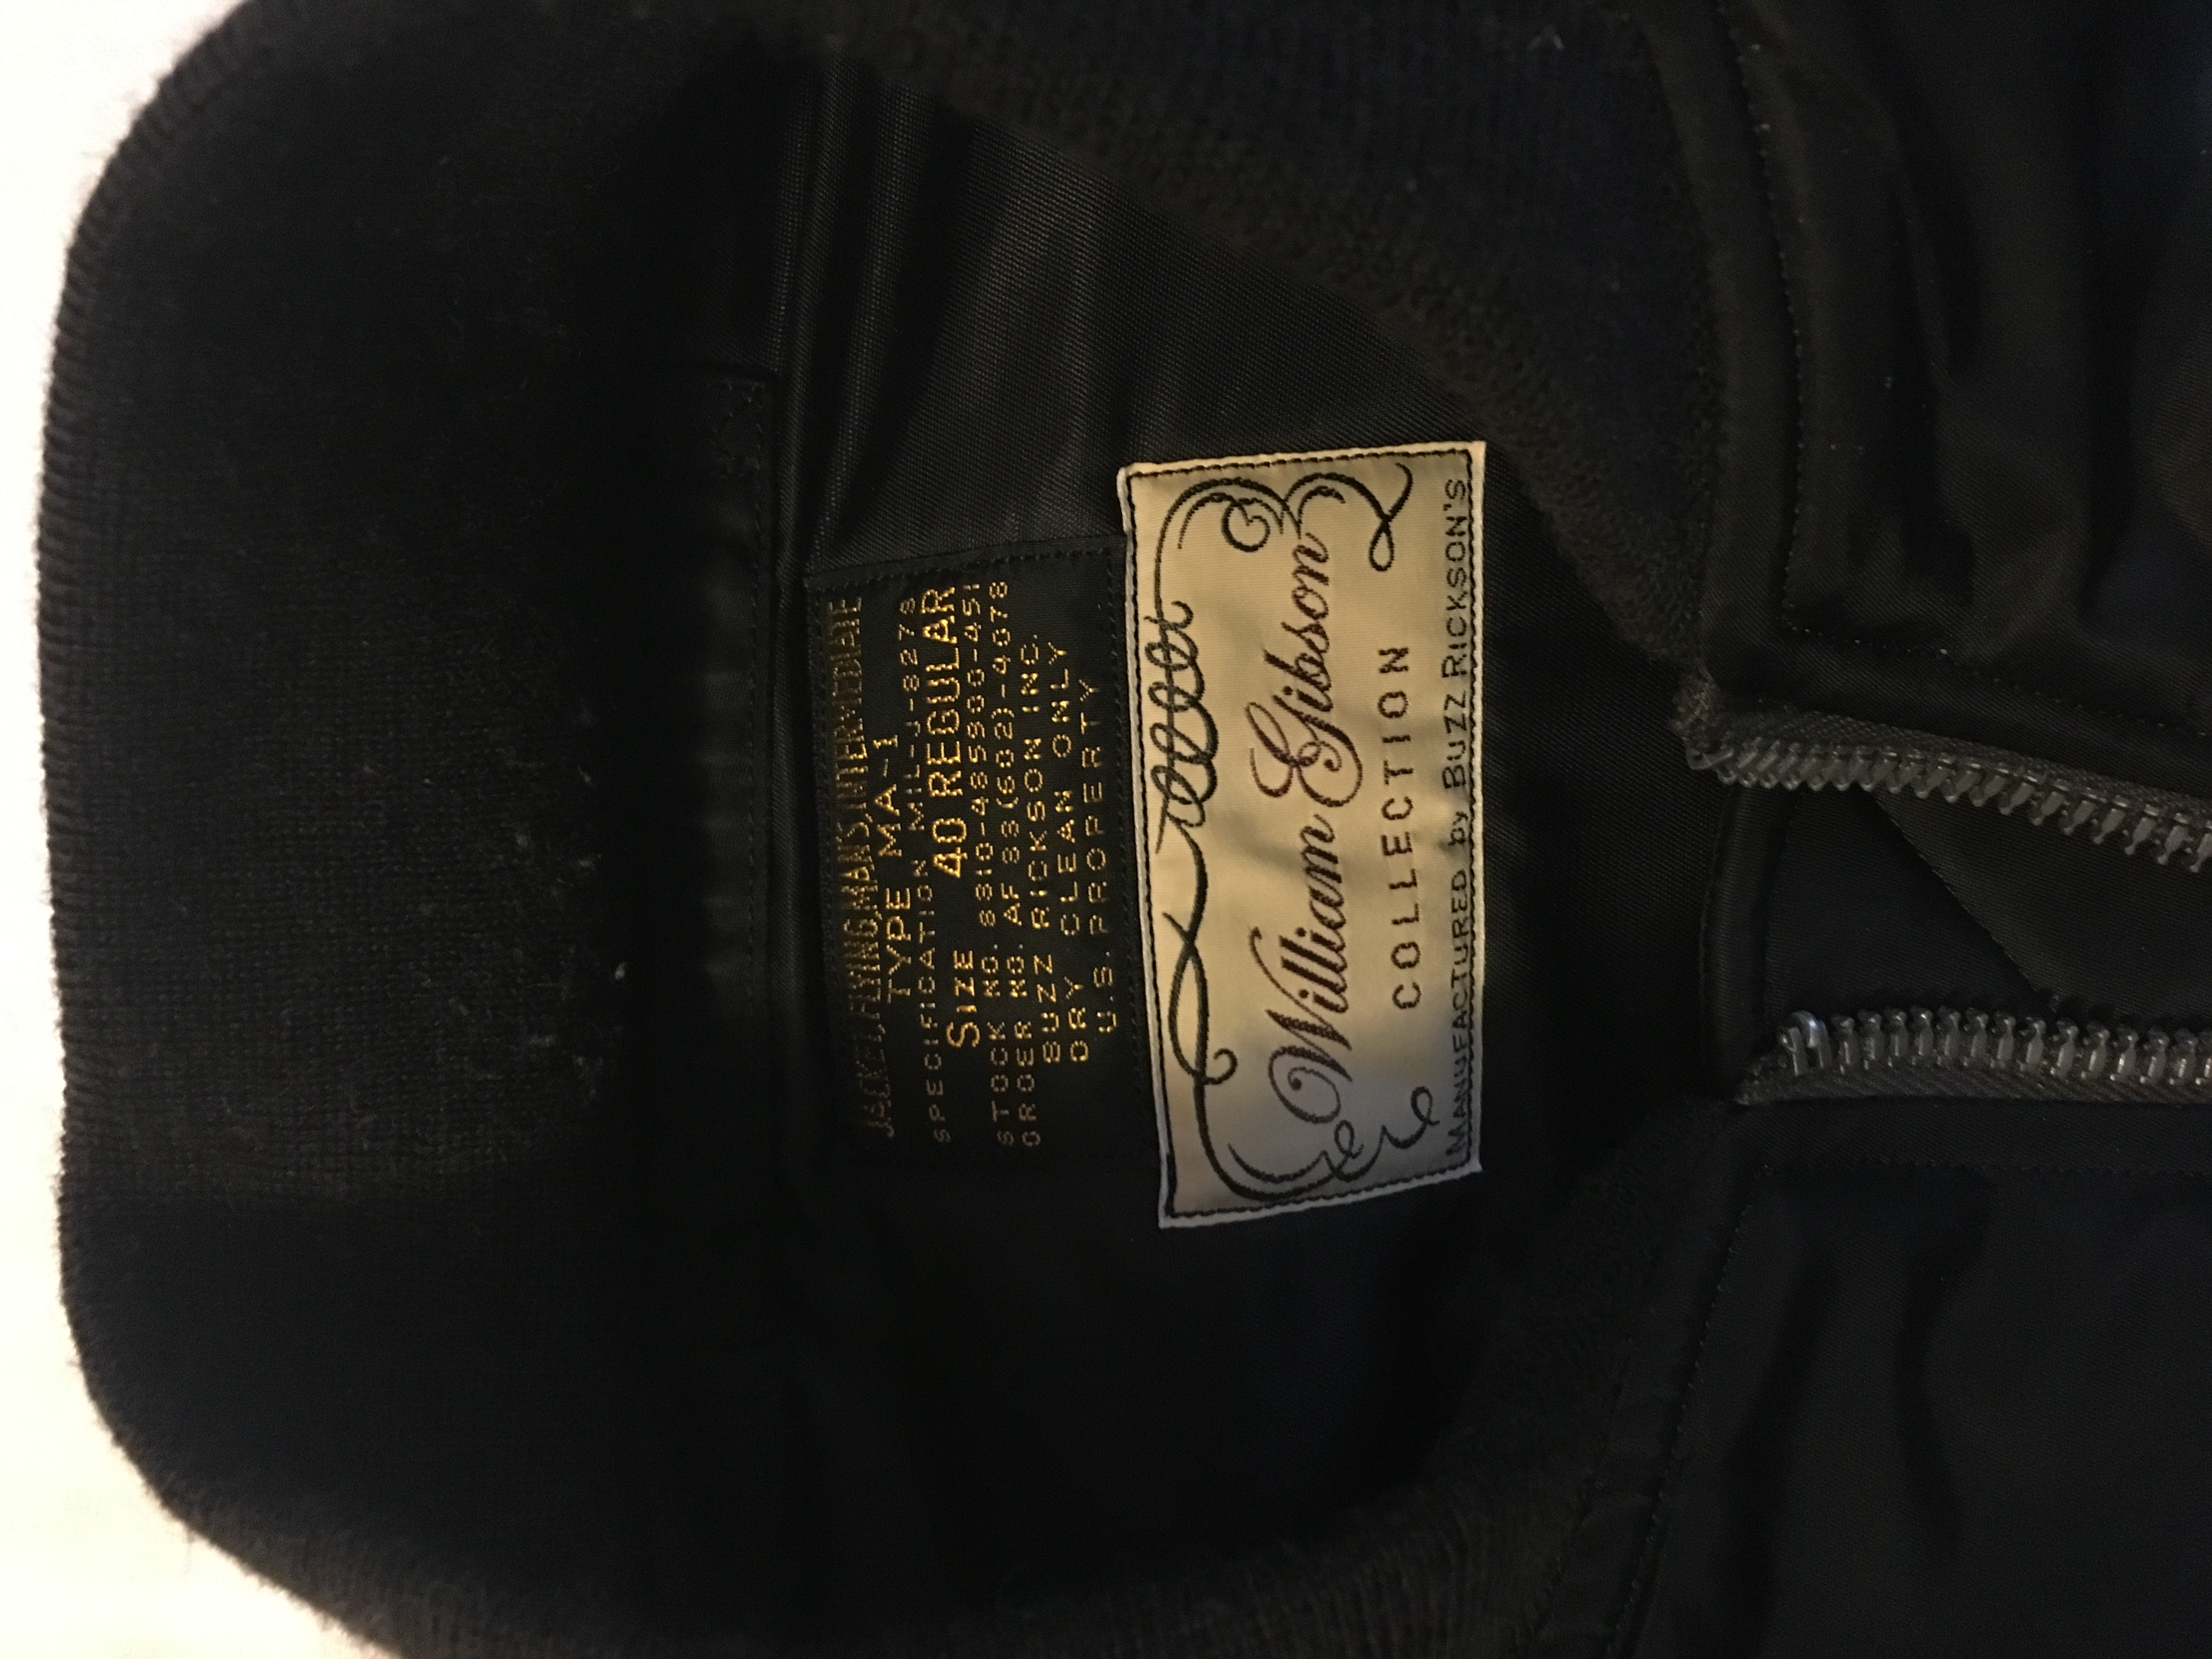 JACKET, FLYING, MAN'S, INTERMEDIATE
TYPE MA-1
SPECIFICATION MIL-J-8279
SIZE 40 REGULAR
STOCK NO. 8810-485900-451
ORDER NO. AF 33(602)-4078
BUZZ RICKSON INC.
DRY CLEAN ONLY
U.S. PROPERTY
William Gibson
COLLECTION
MANUFACTURED by BUZZ RICKSON'S